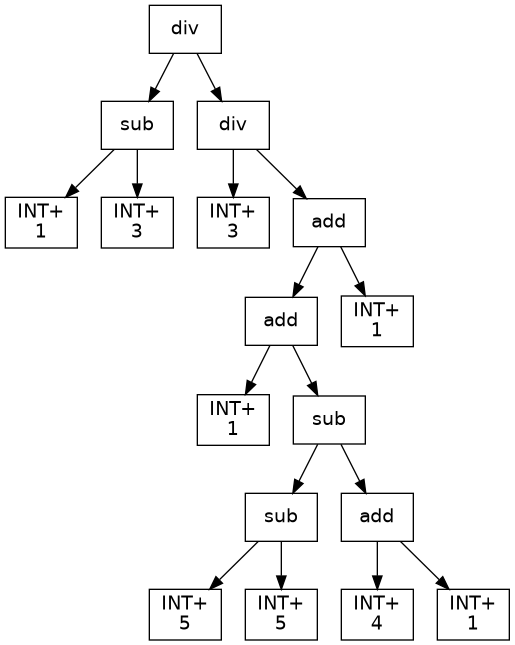 div
sub
div
INT+
1
INT+
3
INT+
3
add
add
INT+
1
INT+
1
sub
sub
add
INT+
5
INT+
5
INT+
4
INT+
1